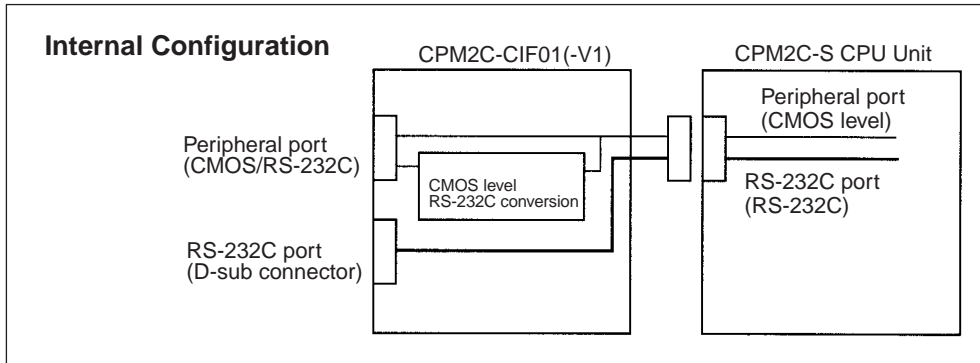 Internal Configuration
CPM2C-CIF01(-V1)
CPM2C-S CPU Unit
Peripheral port
(CMOS/RS-232C)
CMOS level
RS-232C conversion
RS-232C port
(D-sub connector)
Peripheral port
(CMOS level)
RS-232C port
(RS-232C)